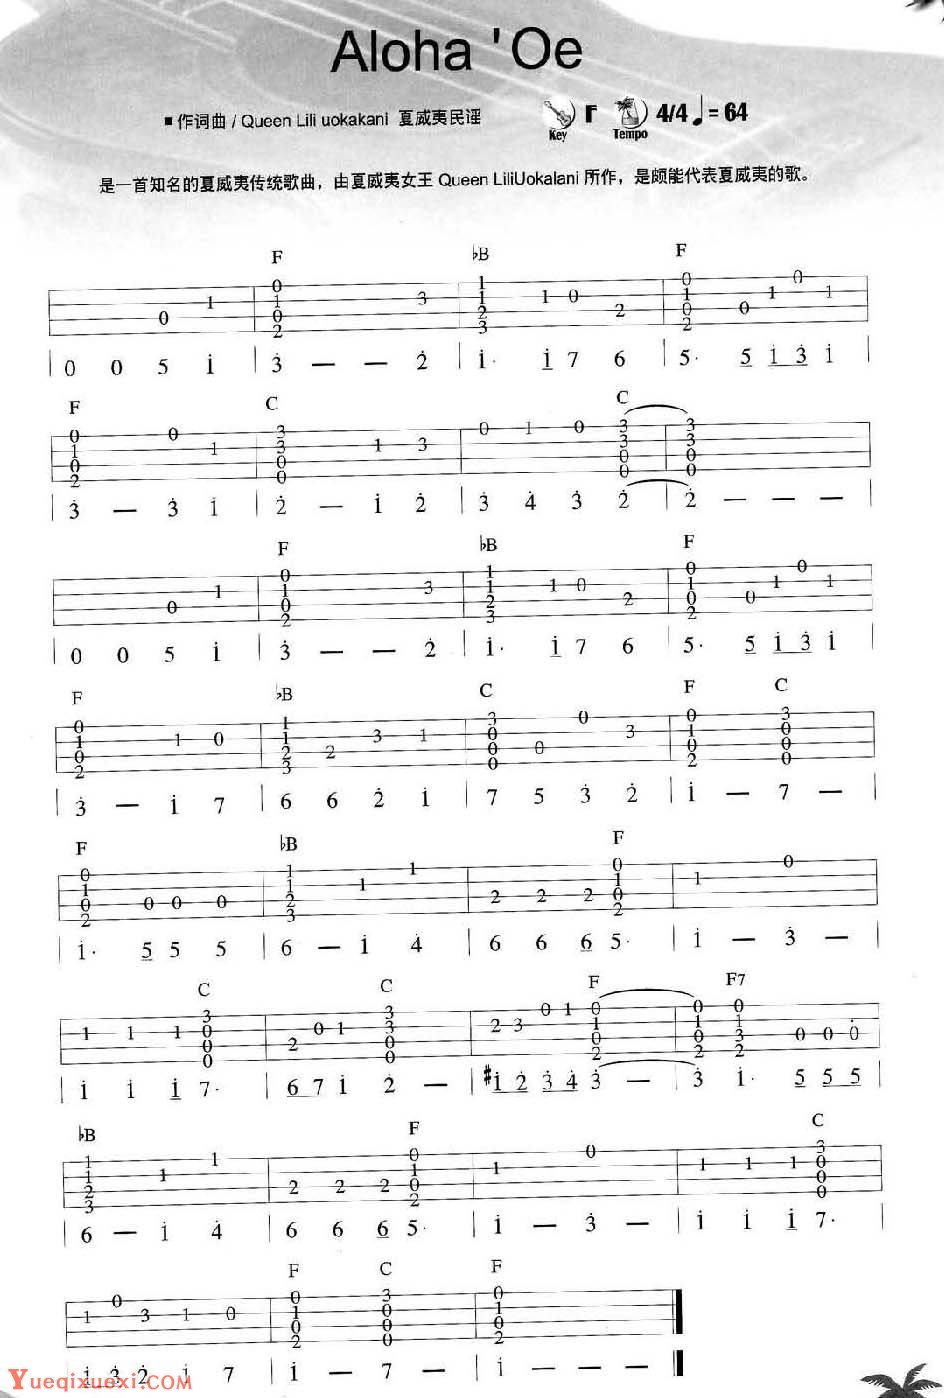 Aloha 'Oe
■ 作词曲 / Queen Lili uokakani 夏威夷民谣 Key F Tempo 4/4 ♩= 64
是一首知名的夏威夷传统歌曲，由夏威夷女王 Queen LiliUokalani 所作，是颇能代表夏威夷的歌。
F ♭B F
| 0 0 5 i | 3 — — 2 | i· i 7 6 | 5· 5 i 3 i |
F C C
| 3 — 3 i | 2 — i 2 | 3 4 3 2 | 2 — — — |
F ♭B F
| 0 0 5 i | 3 — — 2 | i· i 7 6 | 5· 5 i 3 i |
F ♭B C F C
| 3 — i 7 | 6 6 2 i | 7 5 3 2 | i — 7 — |
F ♭B F
| i· 5 5 5 | 6 — i 4 | 6 6 6 5· | i — 3 — |
C C F F7
| i i i 7· | 6 7 i 2 — | #i 2 3 4 3 — | 3 i· 5 5 5 |
♭B F C
| 6 — i 4 | 6 6 6 5· | i — 3 — | i i i 7· |
F C F
| i 3 2 i 7 | i — 7 — | i — — — |
Yueqixuexi.COM